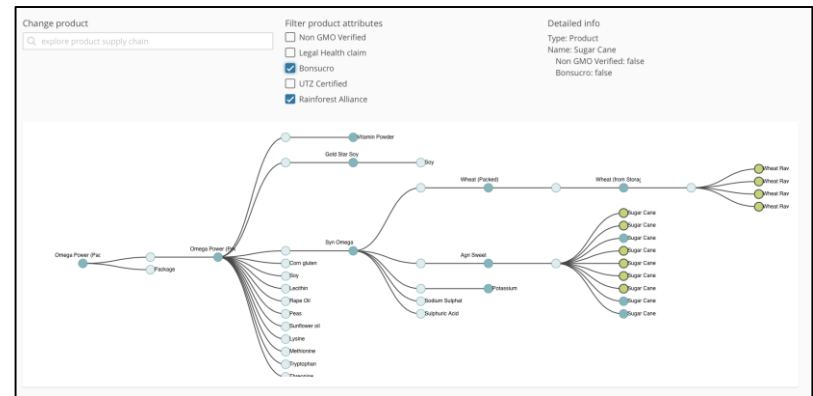 Change product
explore product supply chain
Filter product attributes
Non GMO Verified
Legal Health claim
Bonsucro
UTZ Certified
Rainforest Alliance
Detailed info
Type: Product
Name: Sugar Cane
Non GMO Verified: false
Bonsucro: false
Vitamin Powder
Gold Star Soy
Soy
Wheat (Packed)
Wheat (from Storag
Wheat Rav
Wheat Rav
Wheat Rav
Wheat Rav
Omega Power (Pac
Package
Omega Power (Pac
Syn Omega
Agri Sweet
Sugar Cane
Sugar Cane
Sugar Cane
Sugar Cane
Sugar Cane
Sugar Cane
Sugar Cane
Sugar Cane
Sugar Cane
Potassium
Sodium Sulphat
Sulphuric Acid
Corn gluten
Soy
Lecithin
Rape Oil
Peas
Sunflower oil
Lysine
Methionine
Tryptophan
Threonine